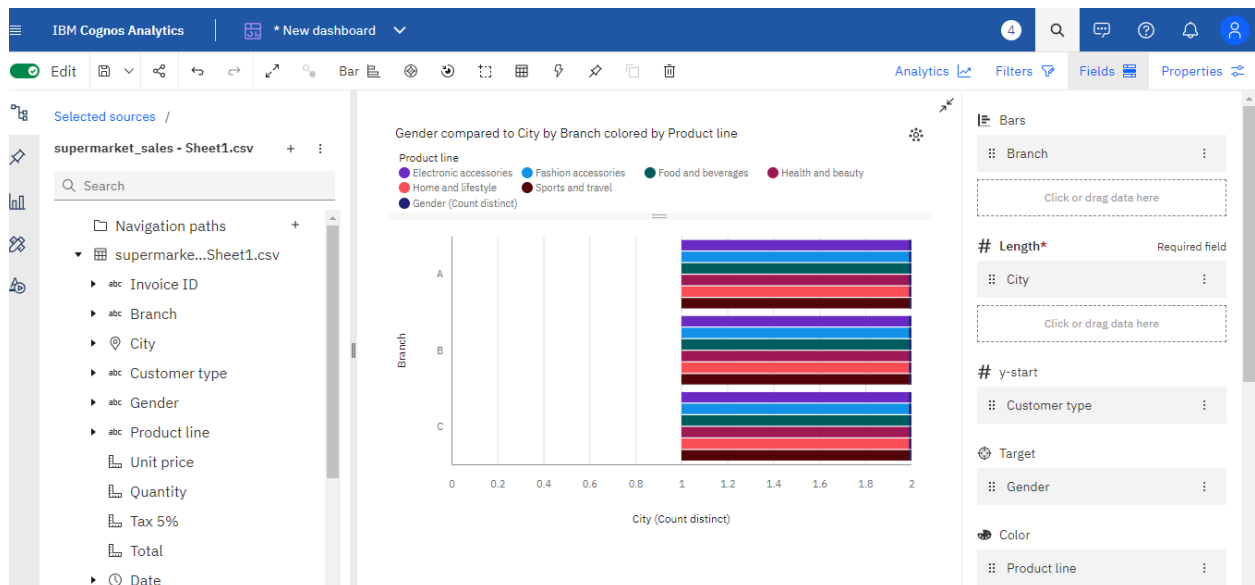 IBM Cognos Analytics
* New dashboard
4
Edit
Bar
Analytics
Filters
Fields
Properties
Selected sources /
supermarket_sales - Sheet1.csv
Search
Navigation paths
supermarke...Sheet1.csv
abc Invoice ID
abc Branch
City
abc Customer type
abc Gender
abc Product line
Unit price
Quantity
Tax 5%
Total
Date
Gender compared to City by Branch colored by Product line
Product line
Electronic accessories Fashion accessories Food and beverages Health and beauty
Home and lifestyle Sports and travel
Gender (Count distinct)
Branch
A
B
C
0 0.2 0.4 0.6 0.8 1 1.2 1.4 1.6 1.8 2
City (Count distinct)
Bars
Branch
Click or drag data here
# Length* Required field
City
Click or drag data here
# y-start
Customer type
Target
Gender
Color
Product line